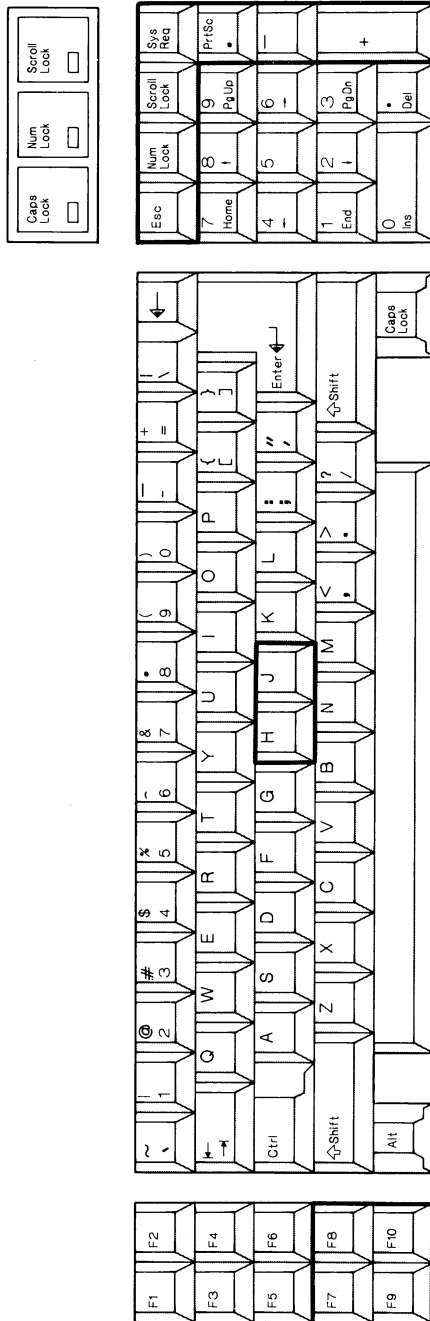 Caps Lock Num Lock Scroll Lock
F1 F2 ~ ` ! 1 @ 2 # 3 $ 4 % 5 ^ 6 & 7 * 8 ( 9 ) 0 _ - + = | \ ← Esc Num Lock Scroll Lock Sys Req
F3 F4 ⇤ ⇥ Q W E R T Y U I O P { [ } ] 7 Home 8 ↑ 9 PgUp PrtSc *
F5 F6 Ctrl A S D F G H J K L : ; " ' Enter ↵ 4 ← 5 6 → -
F7 F8 ⇧Shift Z X C V B N M < , > . ? / ⇧Shift 1 End 2 ↓ 3 PgDn +
F9 F10 Alt Caps Lock 0 Ins . Del